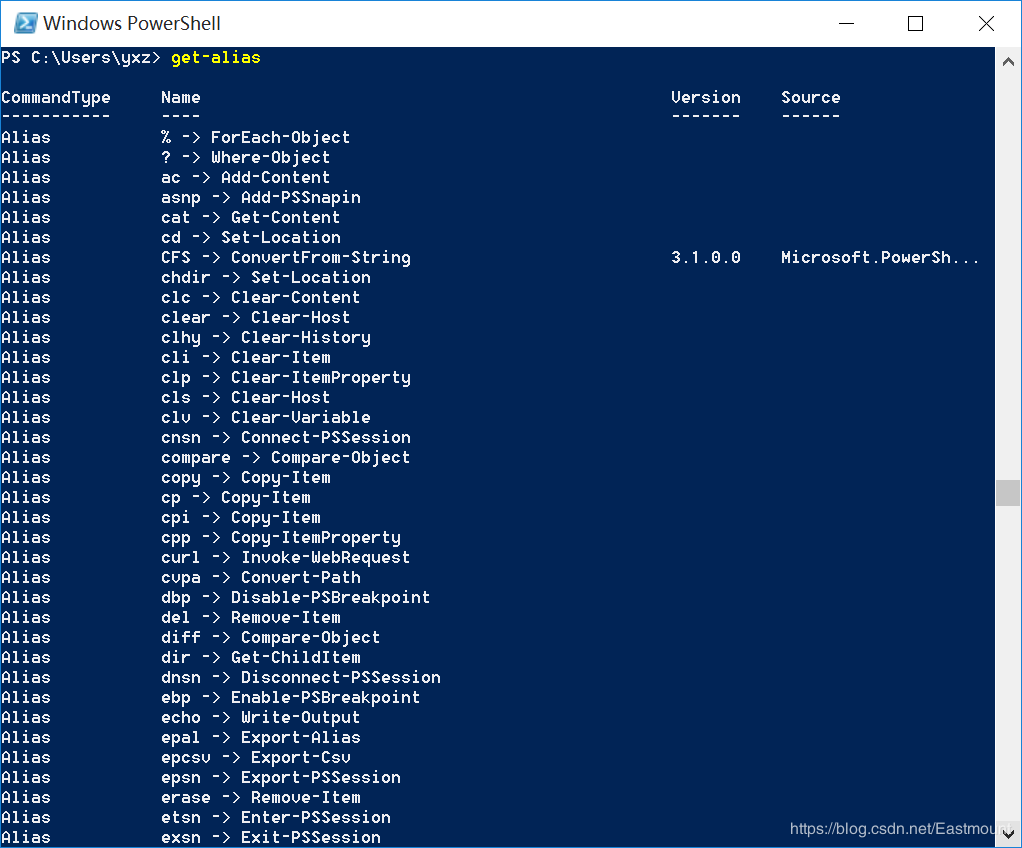 Windows PowerShell
PS C:\Users\yxz> get-alias
CommandType     Name                                               Version    Source
-----------     ----                                               -------    ------
Alias           % -> ForEach-Object
Alias           ? -> Where-Object
Alias           ac -> Add-Content
Alias           asnp -> Add-PSSnapin
Alias           cat -> Get-Content
Alias           cd -> Set-Location
Alias           CFS -> ConvertFrom-String                          3.1.0.0    Microsoft.PowerSh...
Alias           chdir -> Set-Location
Alias           clc -> Clear-Content
Alias           clear -> Clear-Host
Alias           clhy -> Clear-History
Alias           cli -> Clear-Item
Alias           clp -> Clear-ItemProperty
Alias           cls -> Clear-Host
Alias           clv -> Clear-Variable
Alias           cnsn -> Connect-PSSession
Alias           compare -> Compare-Object
Alias           copy -> Copy-Item
Alias           cp -> Copy-Item
Alias           cpi -> Copy-Item
Alias           cpp -> Copy-ItemProperty
Alias           curl -> Invoke-WebRequest
Alias           cvpa -> Convert-Path
Alias           dbp -> Disable-PSBreakpoint
Alias           del -> Remove-Item
Alias           diff -> Compare-Object
Alias           dir -> Get-ChildItem
Alias           dnsn -> Disconnect-PSSession
Alias           ebp -> Enable-PSBreakpoint
Alias           echo -> Write-Output
Alias           epal -> Export-Alias
Alias           epcsv -> Export-Csv
Alias           epsn -> Export-PSSession
Alias           erase -> Remove-Item
Alias           etsn -> Enter-PSSession
Alias           exsn -> Exit-PSSession
https://blog.csdn.net/Eastmount